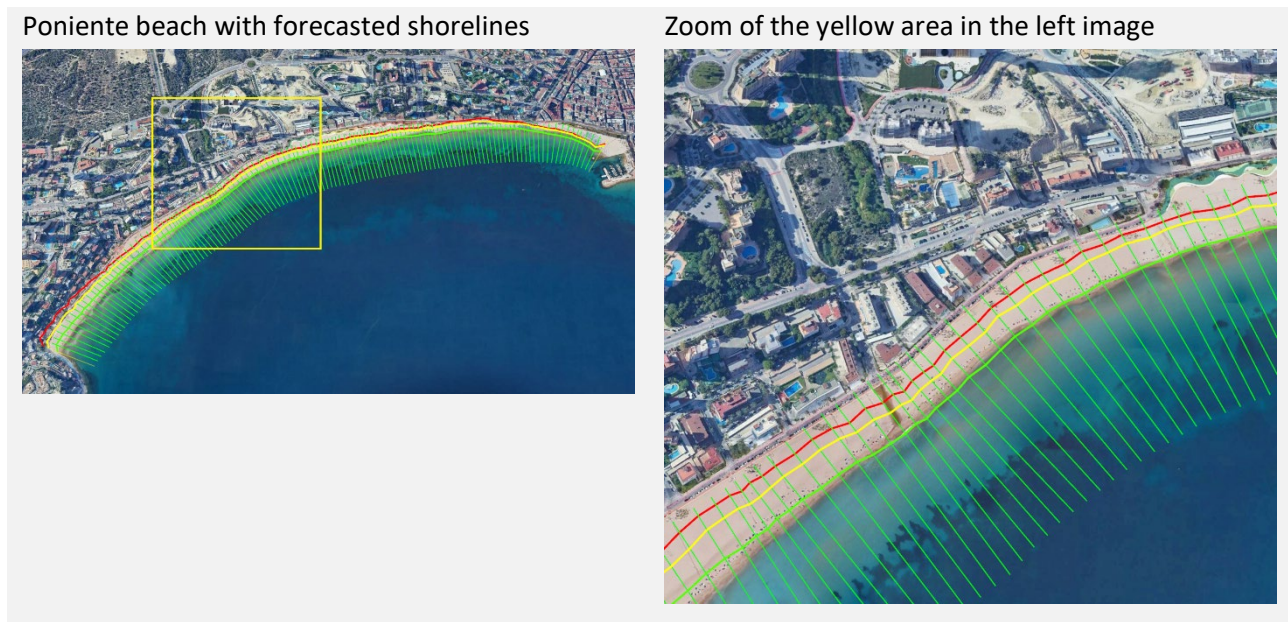 Poniente beach with forecasted shorelines
Zoom of the yellow area in the left image